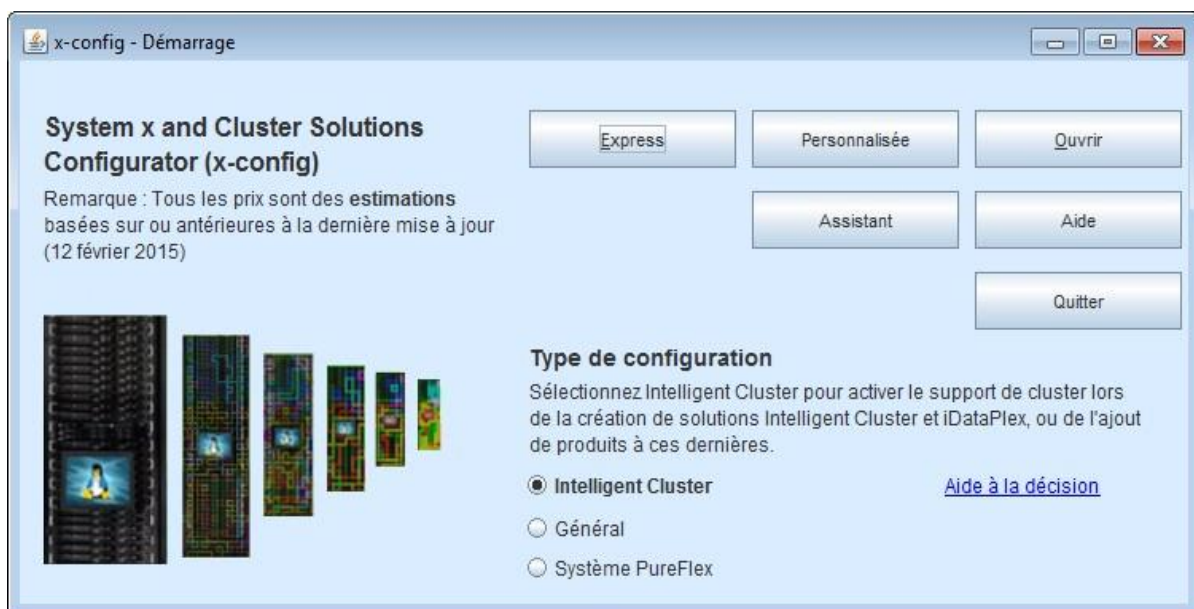 x-config - Démarrage
System x and Cluster Solutions
Configurator (x-config)
Remarque : Tous les prix sont des estimations
basées sur ou antérieures à la dernière mise à jour
(12 février 2015)
Express
Personnalisée
Ouvrir
Assistant
Aide
Quitter
Type de configuration
Sélectionnez Intelligent Cluster pour activer le support de cluster lors
de la création de solutions Intelligent Cluster et iDataPlex, ou de l'ajout
de produits à ces dernières.
Intelligent Cluster
Aide à la décision
Général
Système PureFlex